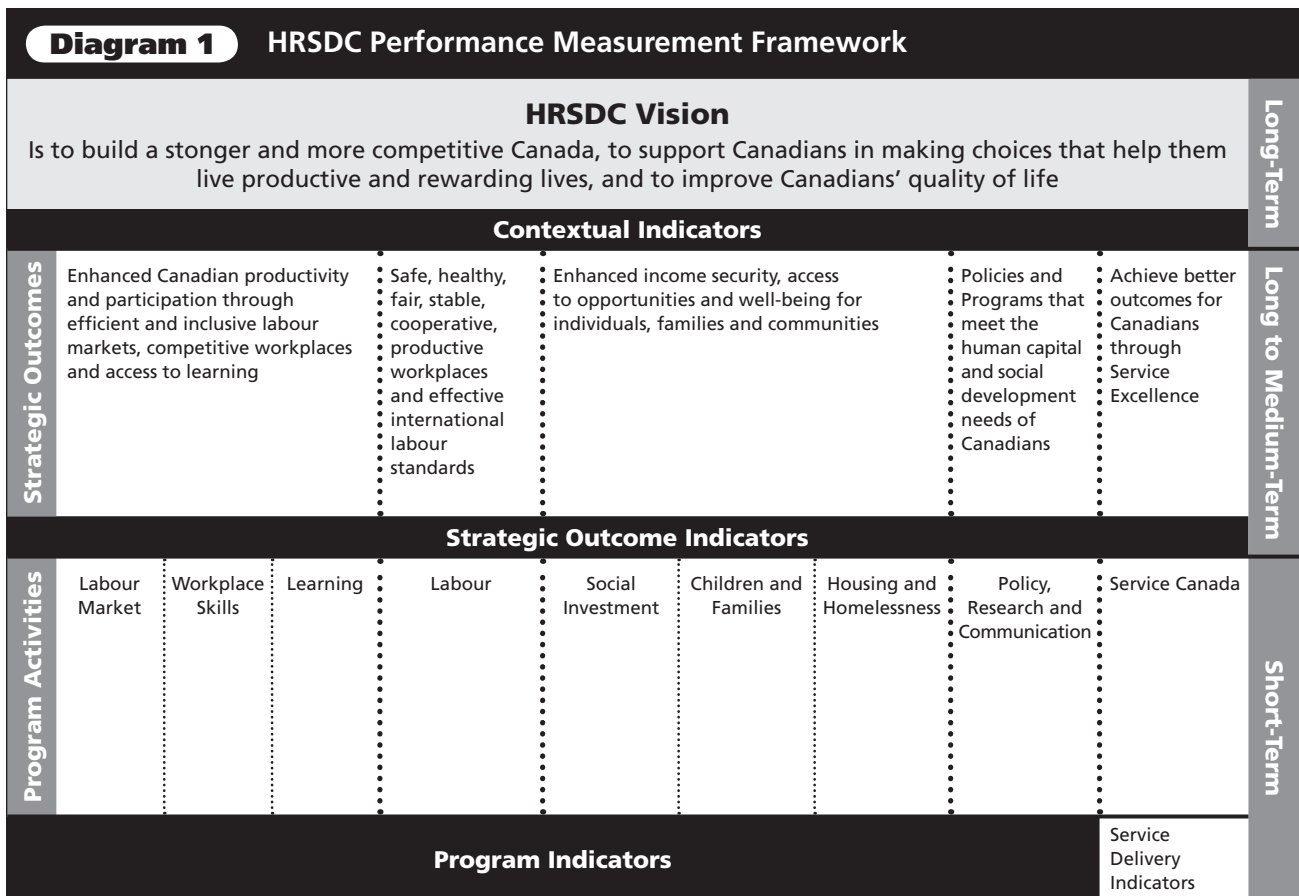 Diagram 1 HRSDC Performance Measurement Framework
HRSDC Vision
Is to build a stonger and more competitive Canada, to support Canadians in making choices that help them
live productive and rewarding lives, and to improve Canadians’ quality of life
Long-Term
Contextual Indicators
Strategic Outcomes
Enhanced Canadian productivity
and participation through
efficient and inclusive labour
markets, competitive workplaces
and access to learning
Safe, healthy,
fair, stable,
cooperative,
productive
workplaces
and effective
international
labour
standards
Enhanced income security, access
to opportunities and well-being for
individuals, families and communities
Policies and
Programs that
meet the
human capital
and social
development
needs of
Canadians
Achieve better
outcomes for
Canadians
through
Service
Excellence
Long to Medium-Term
Strategic Outcome Indicators
Program Activities
Labour
Market
Workplace
Skills
Learning
Labour
Social
Investment
Children and
Families
Housing and
Homelessness
Policy,
Research and
Communication
Service Canada
Short-Term
Program Indicators
Service
Delivery
Indicators